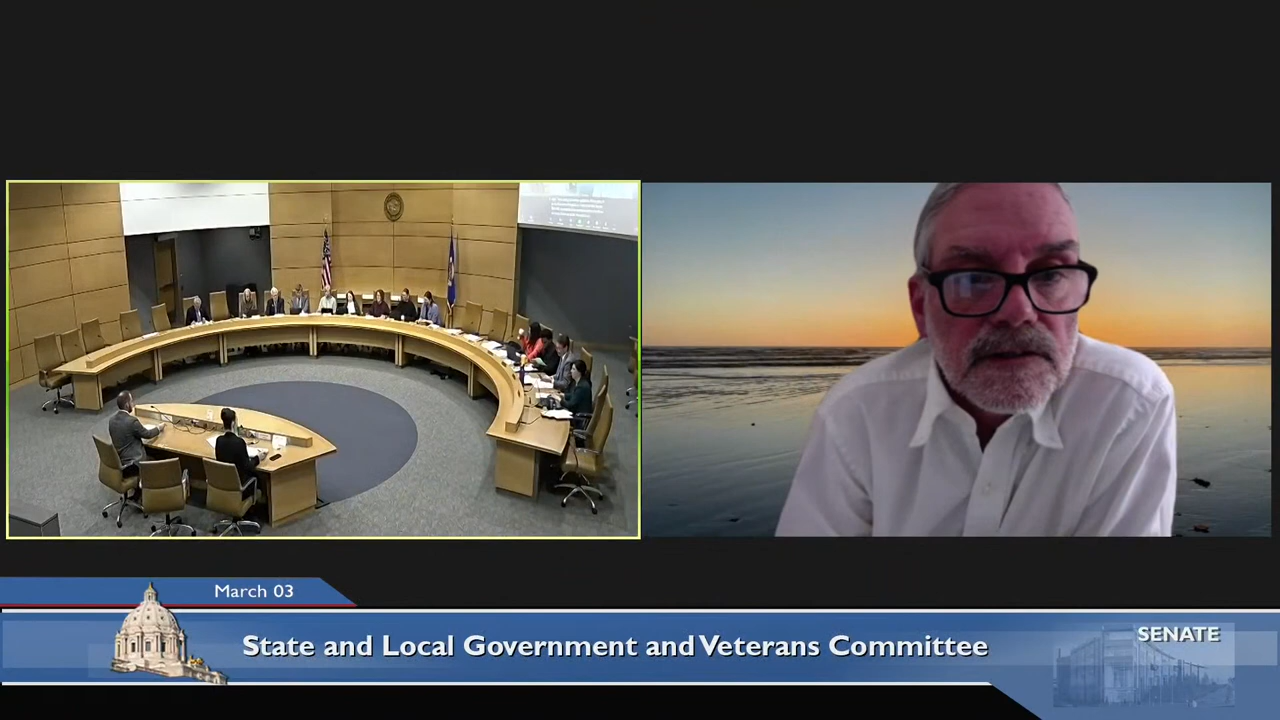 March 03
State and Local Government and Veterans Committee
SENATE